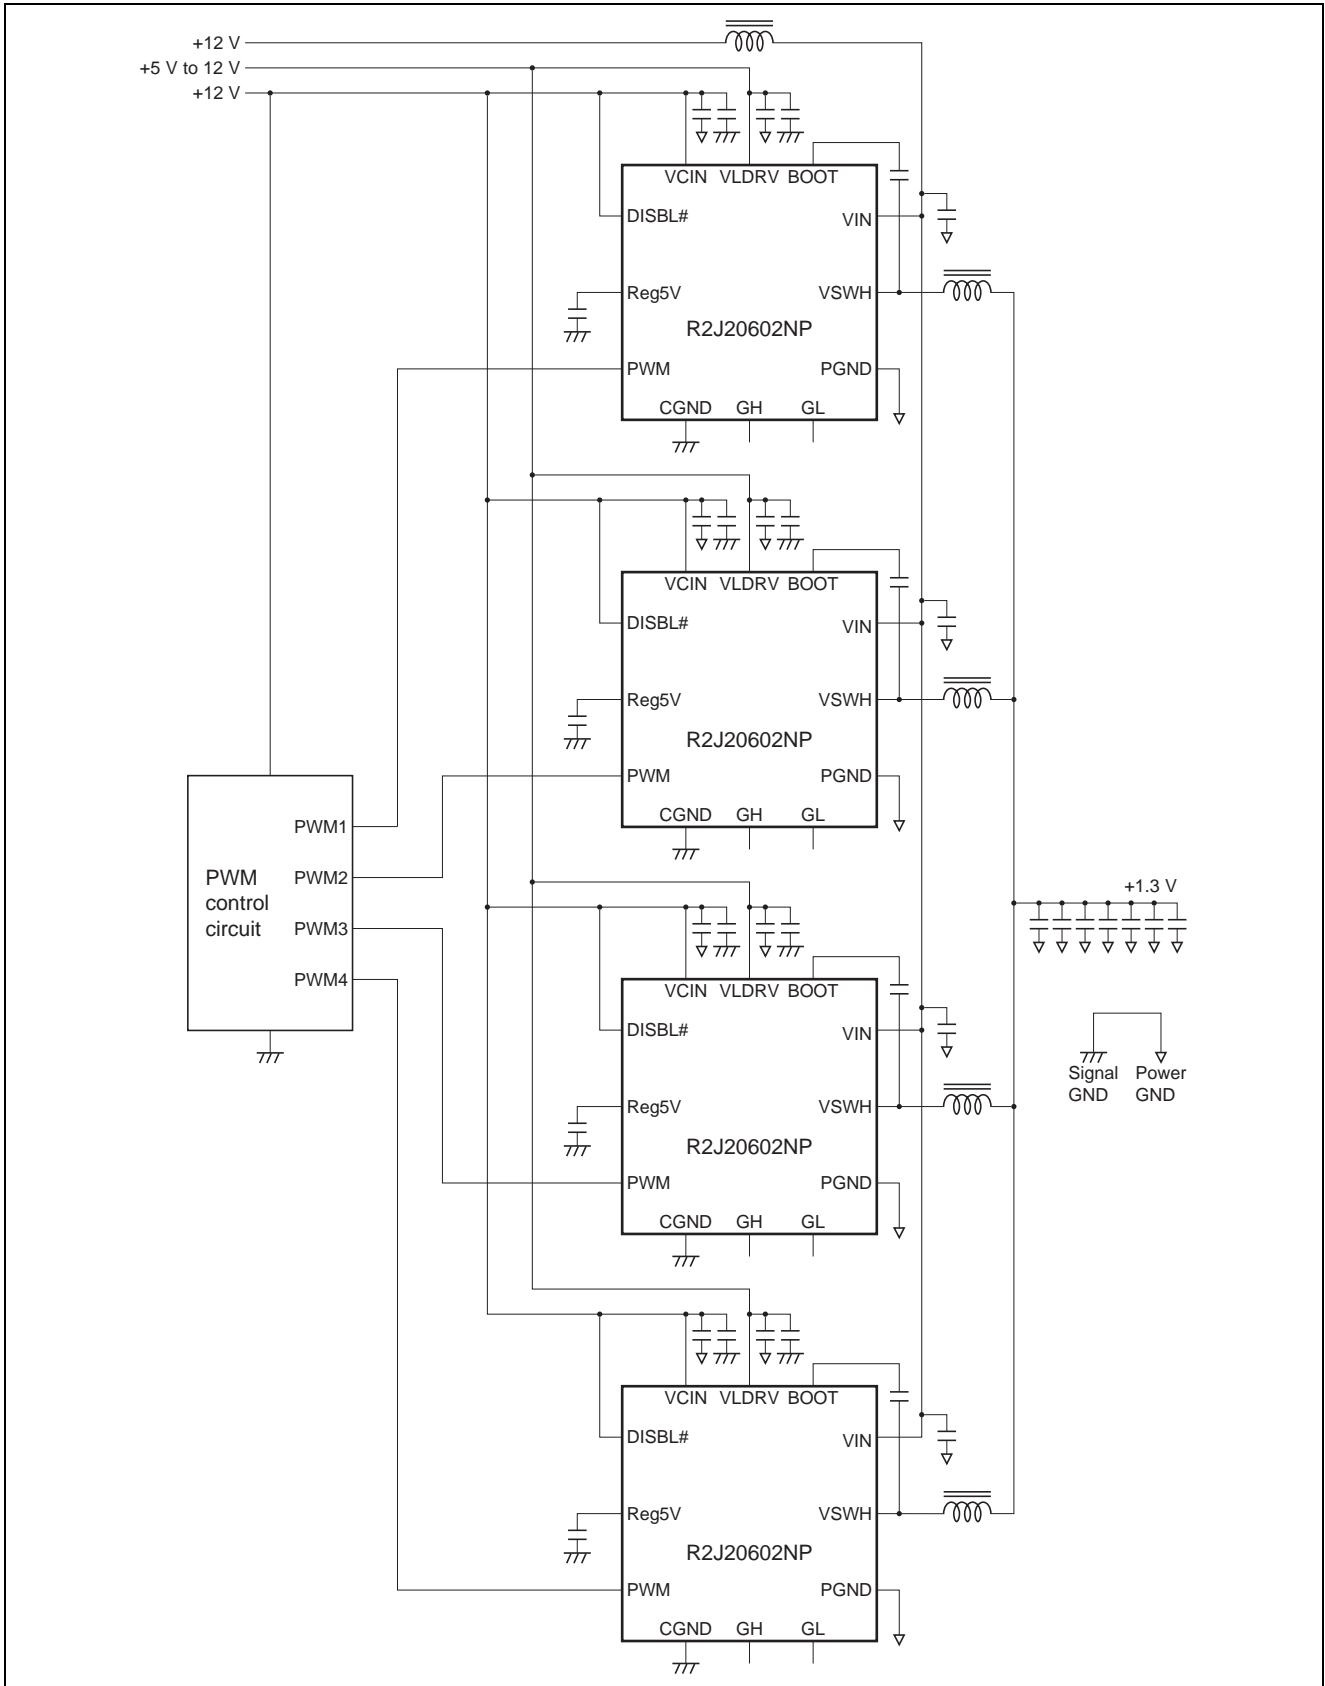 +12 V
+5 V to 12 V
+12 V
VCIN VLDRV BOOT
DISBL#
VIN
Reg5V
VSWH
R2J20602NP
PWM
PGND
CGND GH GL
VCIN VLDRV BOOT
DISBL#
VIN
Reg5V
VSWH
R2J20602NP
PWM
PGND
CGND GH GL
PWM1
PWM2
PWM3
PWM4
PWM
control
circuit
+1.3 V
VCIN VLDRV BOOT
DISBL#
VIN
Reg5V
VSWH
R2J20602NP
PWM
PGND
CGND GH GL
Signal
GND
Power
GND
VCIN VLDRV BOOT
DISBL#
VIN
Reg5V
VSWH
R2J20602NP
PWM
PGND
CGND GH GL